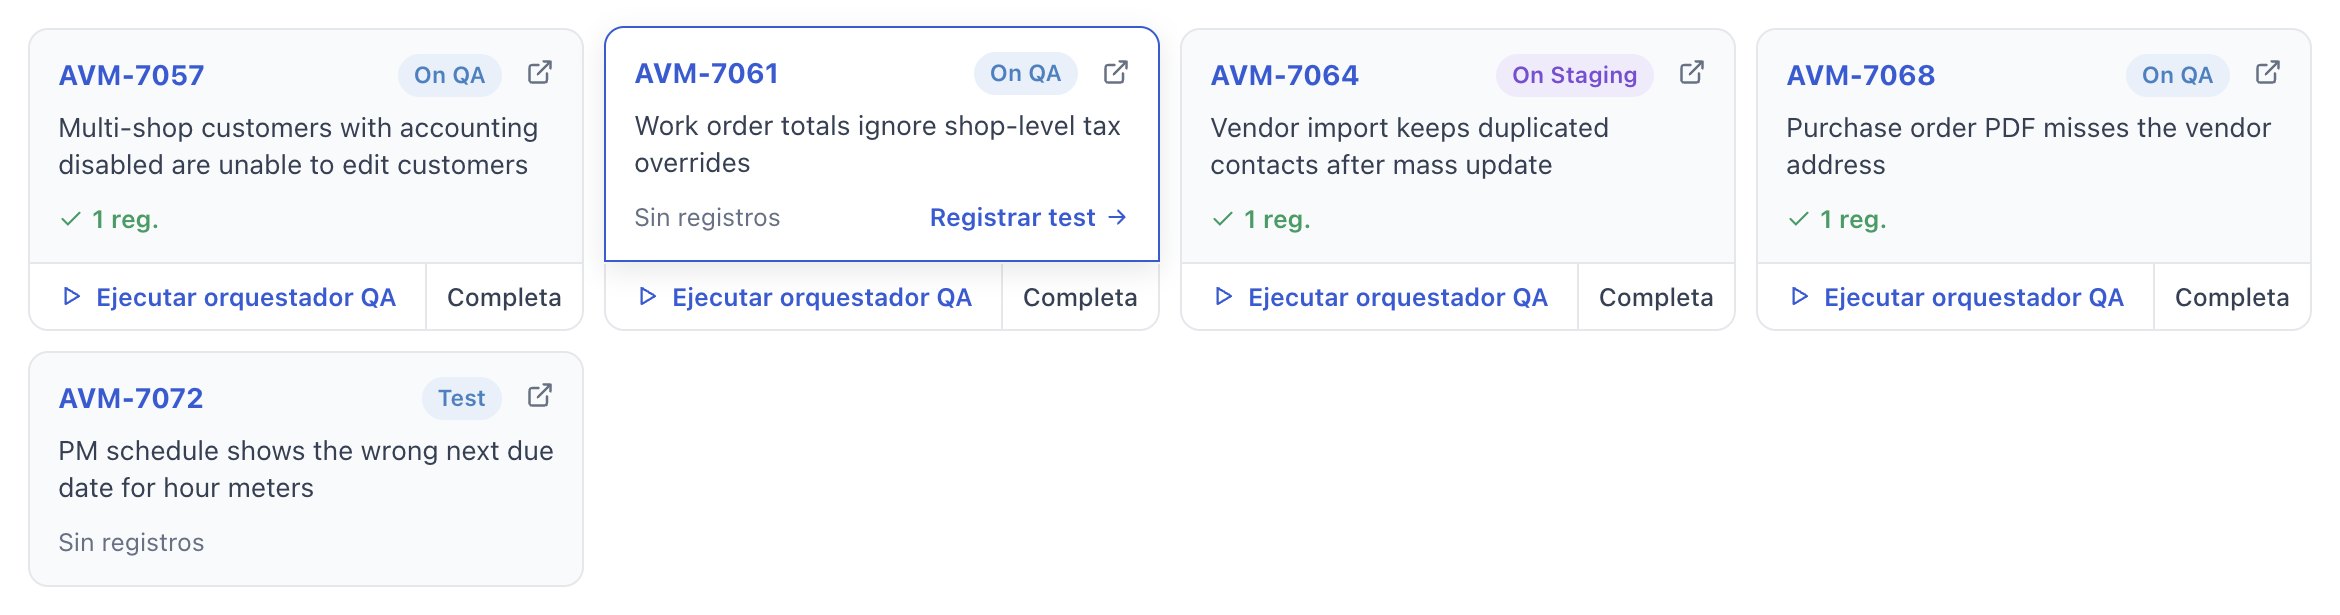 AVM-7057 On QA
Multi-shop customers with accounting
disabled are unable to edit customers
1 reg.
Ejecutar orquestador QA Completa
AVM-7061 On QA
Work order totals ignore shop-level tax
overrides
Sin registros Registrar test →
Ejecutar orquestador QA Completa
AVM-7064 On Staging
Vendor import keeps duplicated
contacts after mass update
1 reg.
Ejecutar orquestador QA Completa
AVM-7068 On QA
Purchase order PDF misses the vendor
address
1 reg.
Ejecutar orquestador QA Completa
AVM-7072 Test
PM schedule shows the wrong next due
date for hour meters
Sin registros